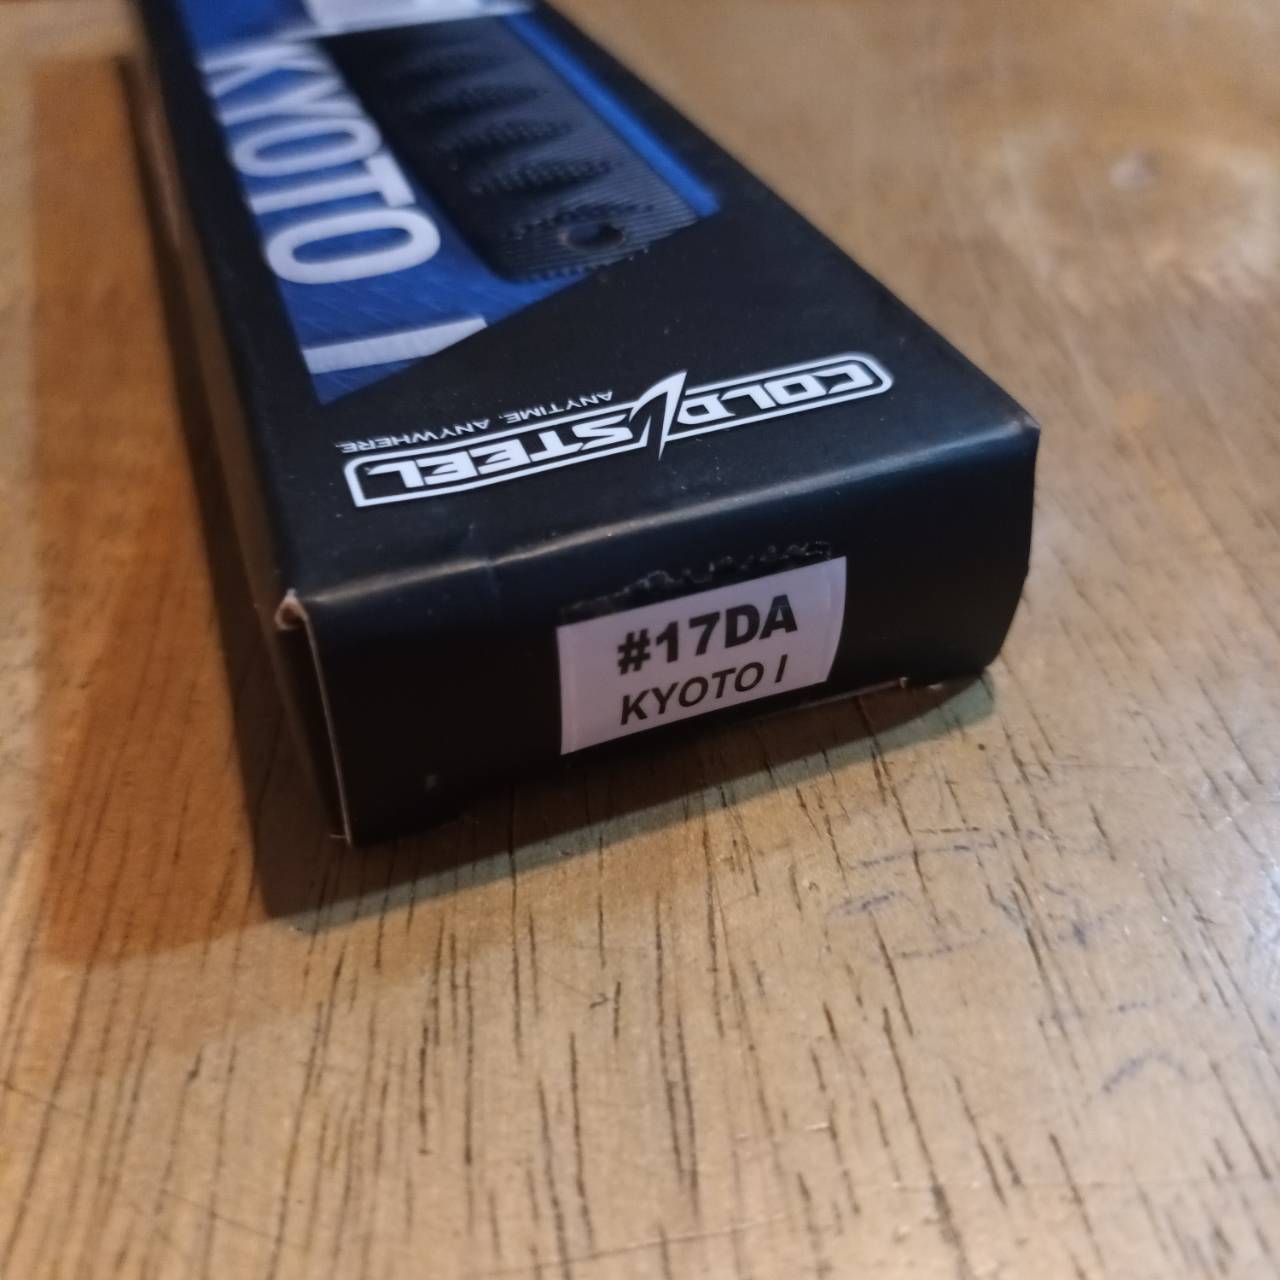 KYOTO I
COLD STEEL
ANYTIME. ANYWHERE.
#17DA
KYOTO I